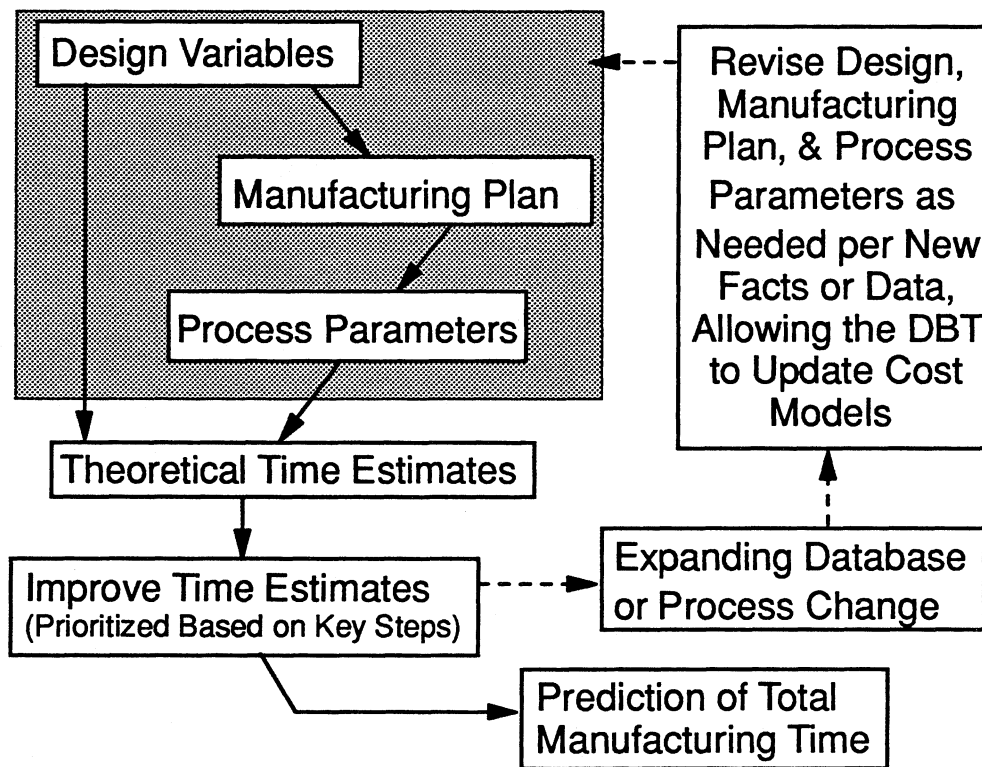 Design Variables
Manufacturing Plan
Process Parameters
Theoretical Time Estimates
Improve Time Estimates
(Prioritized Based on Key Steps)
Prediction of Total
Manufacturing Time
Expanding Database
or Process Change
Revise Design,
Manufacturing
Plan, & Process
Parameters as
Needed per New
Facts or Data,
Allowing the DBT
to Update Cost
Models